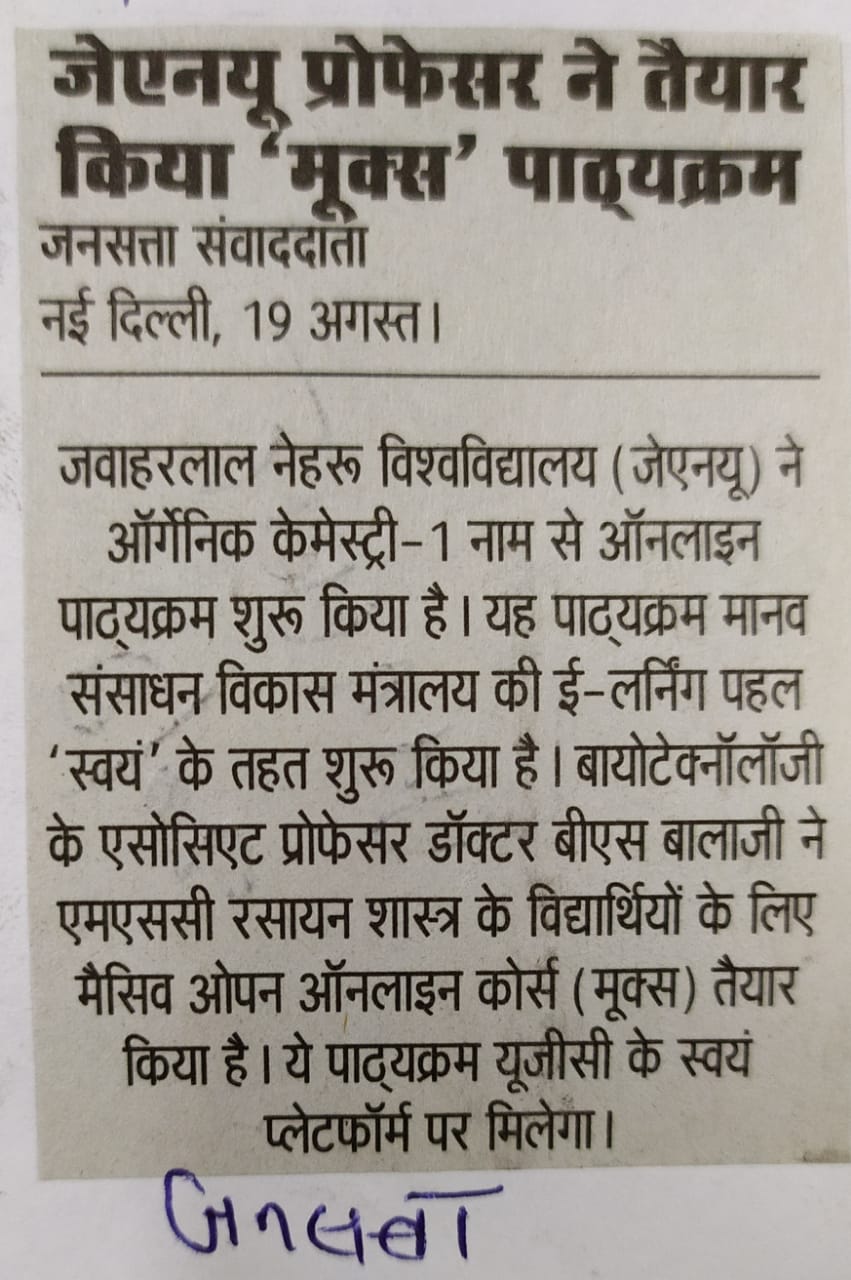 जेएनयू प्रोफेसर ने तैयार
किया ‘मूक्स’ पाठ्यक्रम
जनसत्ता संवाददाता
नई दिल्ली, 19 अगस्त।
जवाहरलाल नेहरू विश्वविद्यालय (जेएनयू) ने
ऑर्गेनिक केमेस्ट्री-1 नाम से ऑनलाइन
पाठ्यक्रम शुरू किया है। यह पाठ्यक्रम मानव
संसाधन विकास मंत्रालय की ई-लर्निंग पहल
‘स्वयं’ के तहत शुरू किया है। बायोटेक्नॉलॉजी
के एसोसिएट प्रोफेसर डॉक्टर बीएस बालाजी ने
एमएससी रसायन शास्त्र के विद्यार्थियों के लिए
मैसिव ओपन ऑनलाइन कोर्स (मूक्स) तैयार
किया है। ये पाठ्यक्रम यूजीसी के स्वयं
प्लेटफॉर्म पर मिलेगा।
जनसत्ता